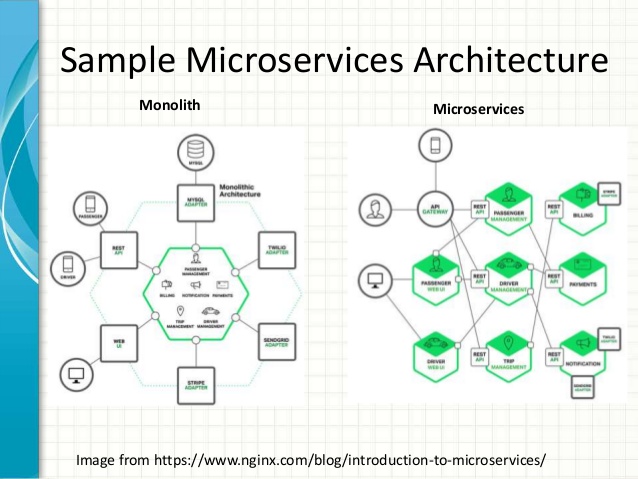 Sample Microservices Architecture
Monolith
Microservices
MYSQL
Monolithic
Architecture
MYSQL
ADAPTER
PASSENGER
REST
API
TWILIO
ADAPTER
DRIVER
PASSENGER
MANAGEMENT
BILLING
NOTIFICATION
PAYMENTS
TRIP
MANAGEMENT
DRIVER
MANAGEMENT
WEB
UI
SENDGRID
ADAPTER
STRIPE
ADAPTER
API
GATEWAY
REST
API
PASSENGER
MANAGEMENT
REST
API
BILLING
STRIPE
ADAPTER
PASSENGER
WEB UI
REST
API
DRIVER
MANAGEMENT
REST
API
PAYMENTS
DRIVER
WEB UI
REST
API
TRIP
MANAGEMENT
REST
API
NOTIFICATION
TWILIO
ADAPTER
SENDGRID
ADAPTER
Image from https://www.nginx.com/blog/introduction-to-microservices/